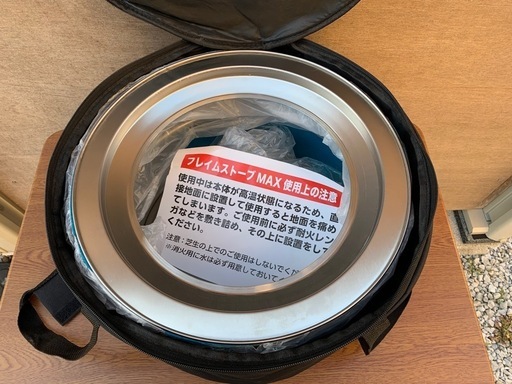 フレイムストーブMAX 使用上の注意
使用中は本体が高温状態になるため、直
接地面に設置して使用すると地面を痛め
てしまいます。ご使用前に必ず耐火レン
ガなどを敷き詰め、その上に設置をして
ください。
注意:芝生の上でのご使用はしないでくだ
※消火用に水は必ず用意しておいて